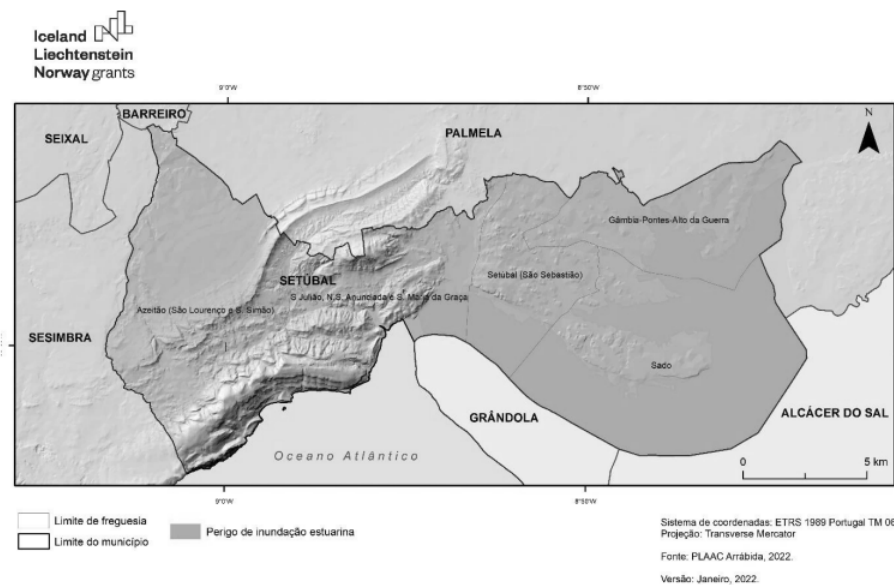 Iceland
Liechtenstein
Norway grants
9°0'W
8°50'W
BARREIRO
SEIXAL
PALMELA
N
Gâmbia-Pontes-Alto da Guerra
SETÚBAL
Setúbal (São Sebastião)
S Julião, N.S. Anunciada e S. Maria da Graça
Azeitão (São Lourenço e S. Simão)
SESIMBRA
Sado
GRÂNDOLA
ALCÁCER DO SAL
Oceano Atlântico
0
5 km
9°0'W
8°50'W
Limite de freguesia
Limite do município
Perigo de inundação estuarina
Sistema de coordenadas: ETRS 1989 Portugal TM 06
Projeção: Transverse Mercator
Fonte: PLAAC Arrábida, 2022.
Versão: Janeiro, 2022.